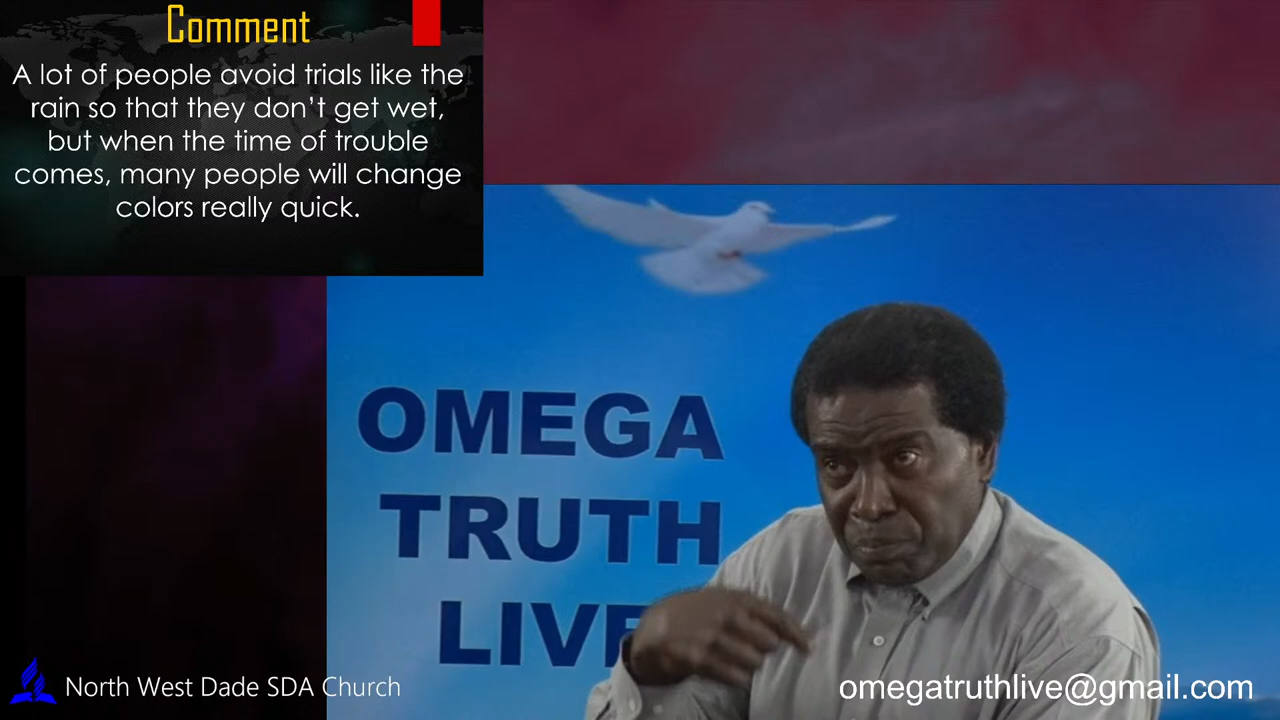 Comment
A lot of people avoid trials like the
rain so that they don't get wet,
but when the time of trouble
comes, many people will change
colors really quick.
OMEGA
TRUTH
LIVE
North West Dade SDA Church
omegatruthlive@gmail.com